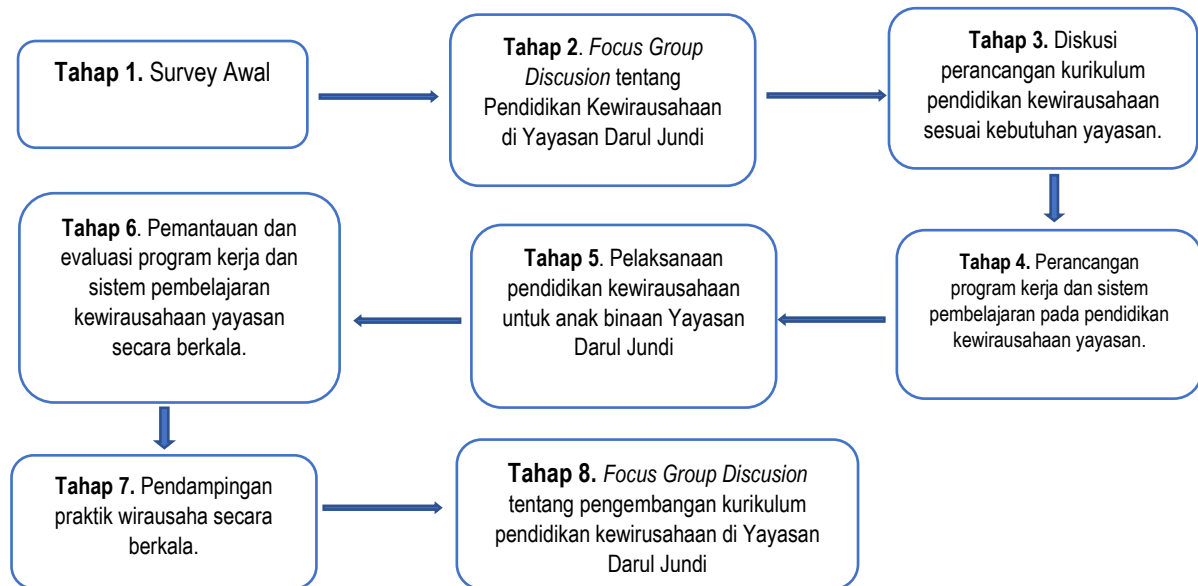 Tahap 1. Survey Awal
Tahap 2. Focus Group
Discusion tentang
Pendidikan Kewirausahaan
di Yayasan Darul Jundi
Tahap 3. Diskusi
perancangan kurikulum
pendidikan kewirausahaan
sesuai kebutuhan yayasan.
Tahap 4. Perancangan
program kerja dan sistem
pembelajaran pada pendidikan
kewirausahaan yayasan.
Tahap 5. Pelaksanaan
pendidikan kewirausahaan
untuk anak binaan Yayasan
Darul Jundi
Tahap 6. Pemantauan dan
evaluasi program kerja dan
sistem pembelajaran
kewirausahaan yayasan
secara berkala.
Tahap 7. Pendampingan
praktik wirausaha secara
berkala.
Tahap 8. Focus Group Discusion
tentang pengembangan kurikulum
pendidikan kewirusahaan di Yayasan
Darul Jundi